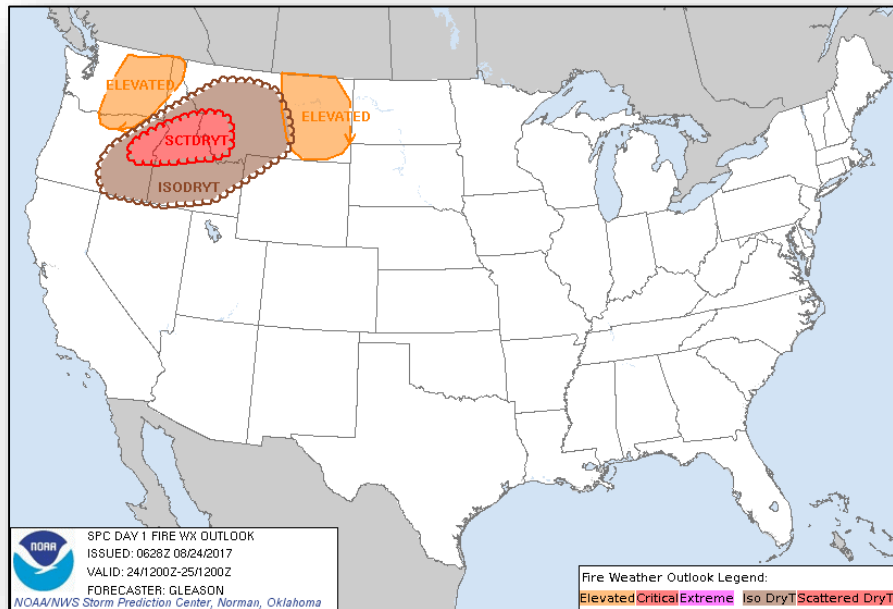 ELEVATED
ELEVATED
SCTDRYT
ISODRYT
NOAA
SPC DAY 1 FIRE WX OUTLOOK
ISSUED: 0628Z 08/24/2017
VALID: 24/1200Z-25/1200Z
FORECASTER: GLEASON
NOAA/NWS Storm Prediction Center, Norman, Oklahoma
Fire Weather Outlook Legend:
Elevated Critical Extreme Iso DryT Scattered DryT